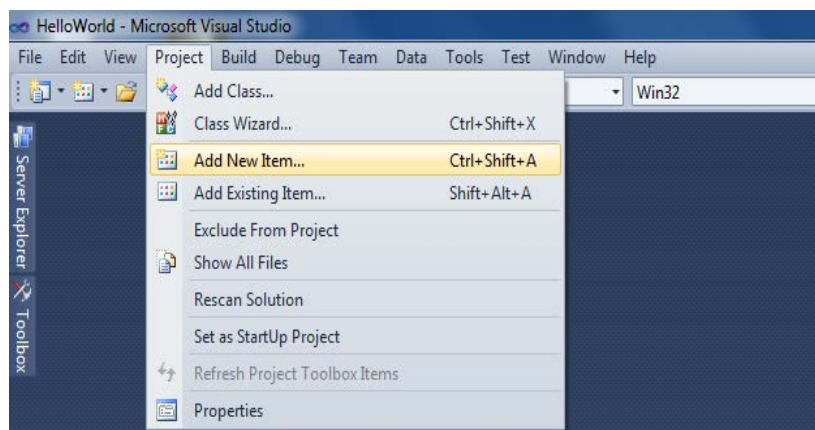 HelloWorld - Microsoft Visual Studio
File Edit View Project Build Debug Team Data Tools Test Window Help
Win32
Add Class...
Class Wizard... Ctrl+Shift+X
Add New Item... Ctrl+Shift+A
Add Existing Item... Shift+Alt+A
Exclude From Project
Show All Files
Rescan Solution
Set as StartUp Project
Refresh Project Toolbox Items
Properties
Server Explorer
Toolbox